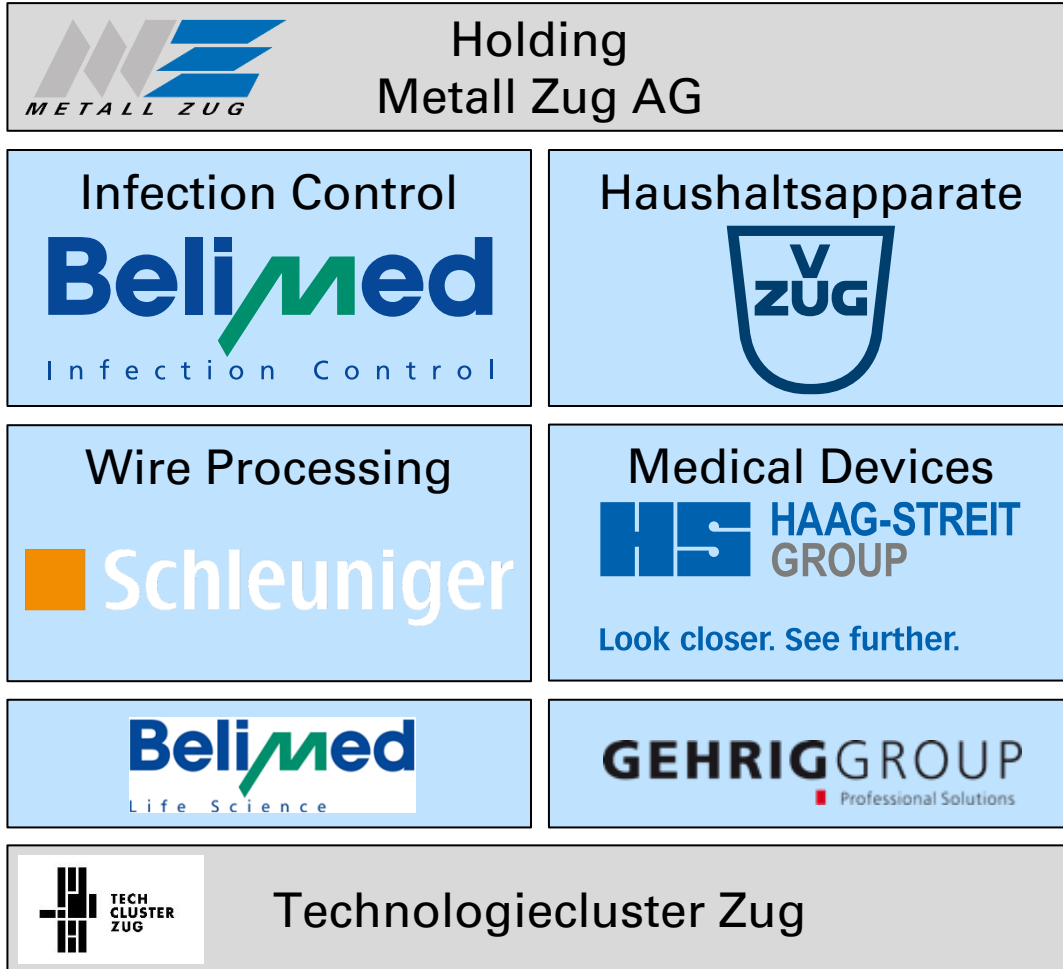 METALL ZUG
Holding
Metall Zug AG
Infection Control
Belimed
Infection Control
Haushaltsapparate
V
ZUG
Wire Processing
Schleuniger
Medical Devices
HS HAAG-STREIT
GROUP
Look closer. See further.
Belimed
Life Science
GEHRIGGROUP
Professional Solutions
TECH
CLUSTER
ZUG
Technologiecluster Zug